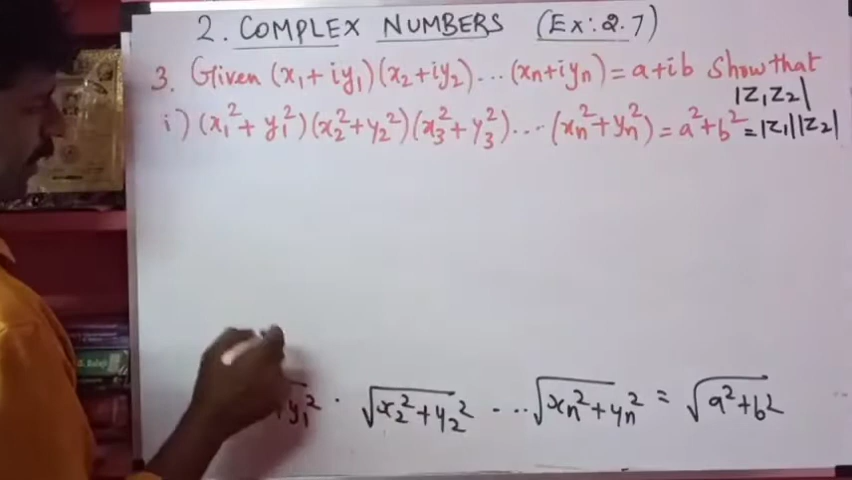 2. COMPLEX NUMBERS (Ex: 2.7)
3. Given (x₁+iy₁)(x₂+iy₂)...(xn+iyn) = a+ib Show that
|z₁z₂|
i) (x₁²+y₁²)(x₂²+y₂²)(x₃²+y₃²)...(xn²+yn²) = a²+b² = |z₁||z₂|
y₁² · √x₂²+y₂² ... √xn²+yn² = √a²+b²